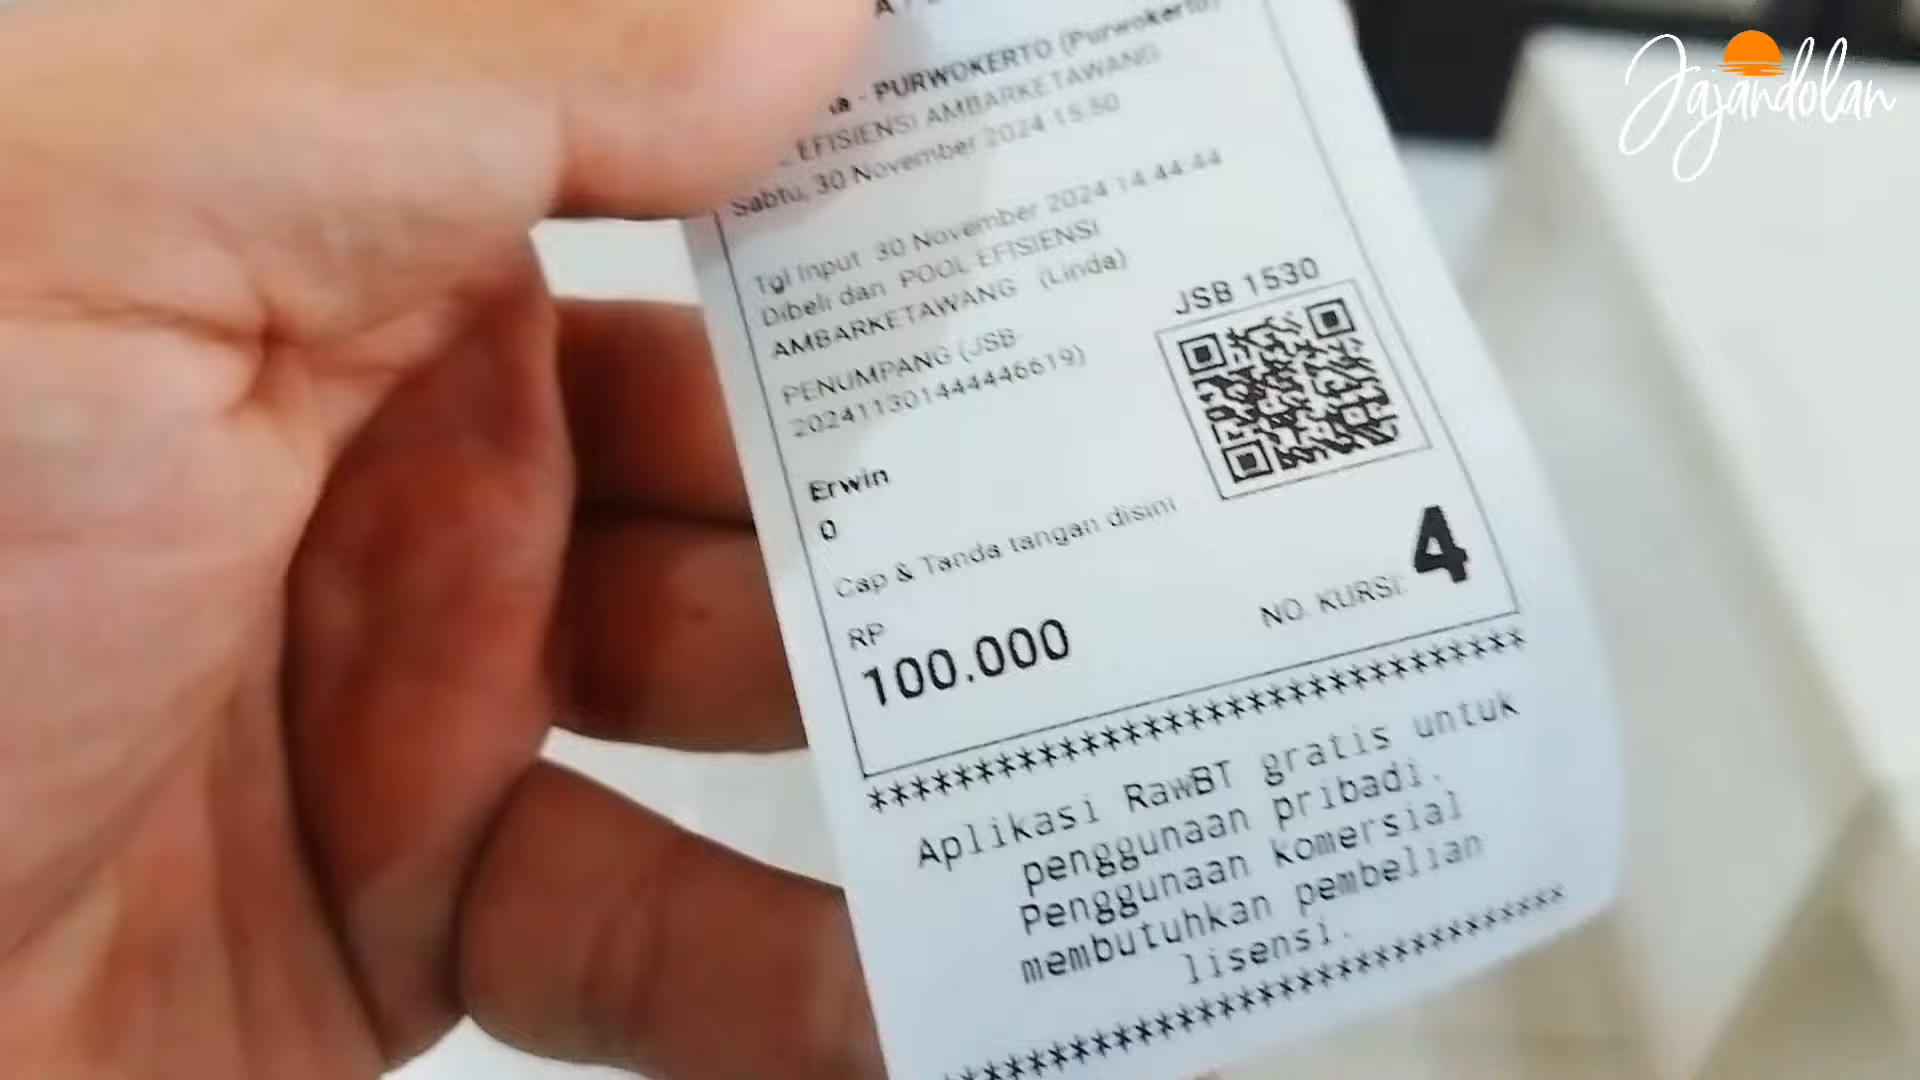 PURWOKERTO (Purwokerto)
EFISIENSI AMBARKETAWANG
Sabtu, 30 November 2024 15:50
Tgl Input 30 November 2024 14:44:44
Dibeli dari POOL EFISIENSI
AMBARKETAWANG (Linda)
JSB 1530
PENUMPANG (JSB-
20241130144446619)
Erwin
0
Cap & Tanda tangan disini
RP
100.000
NO. KURSI: 4
***********************************
Aplikasi RawBT gratis untuk
penggunaan pribadi.
Penggunaan komersial
membutuhkan pembelian
lisensi.
***********************************
Jajandolan